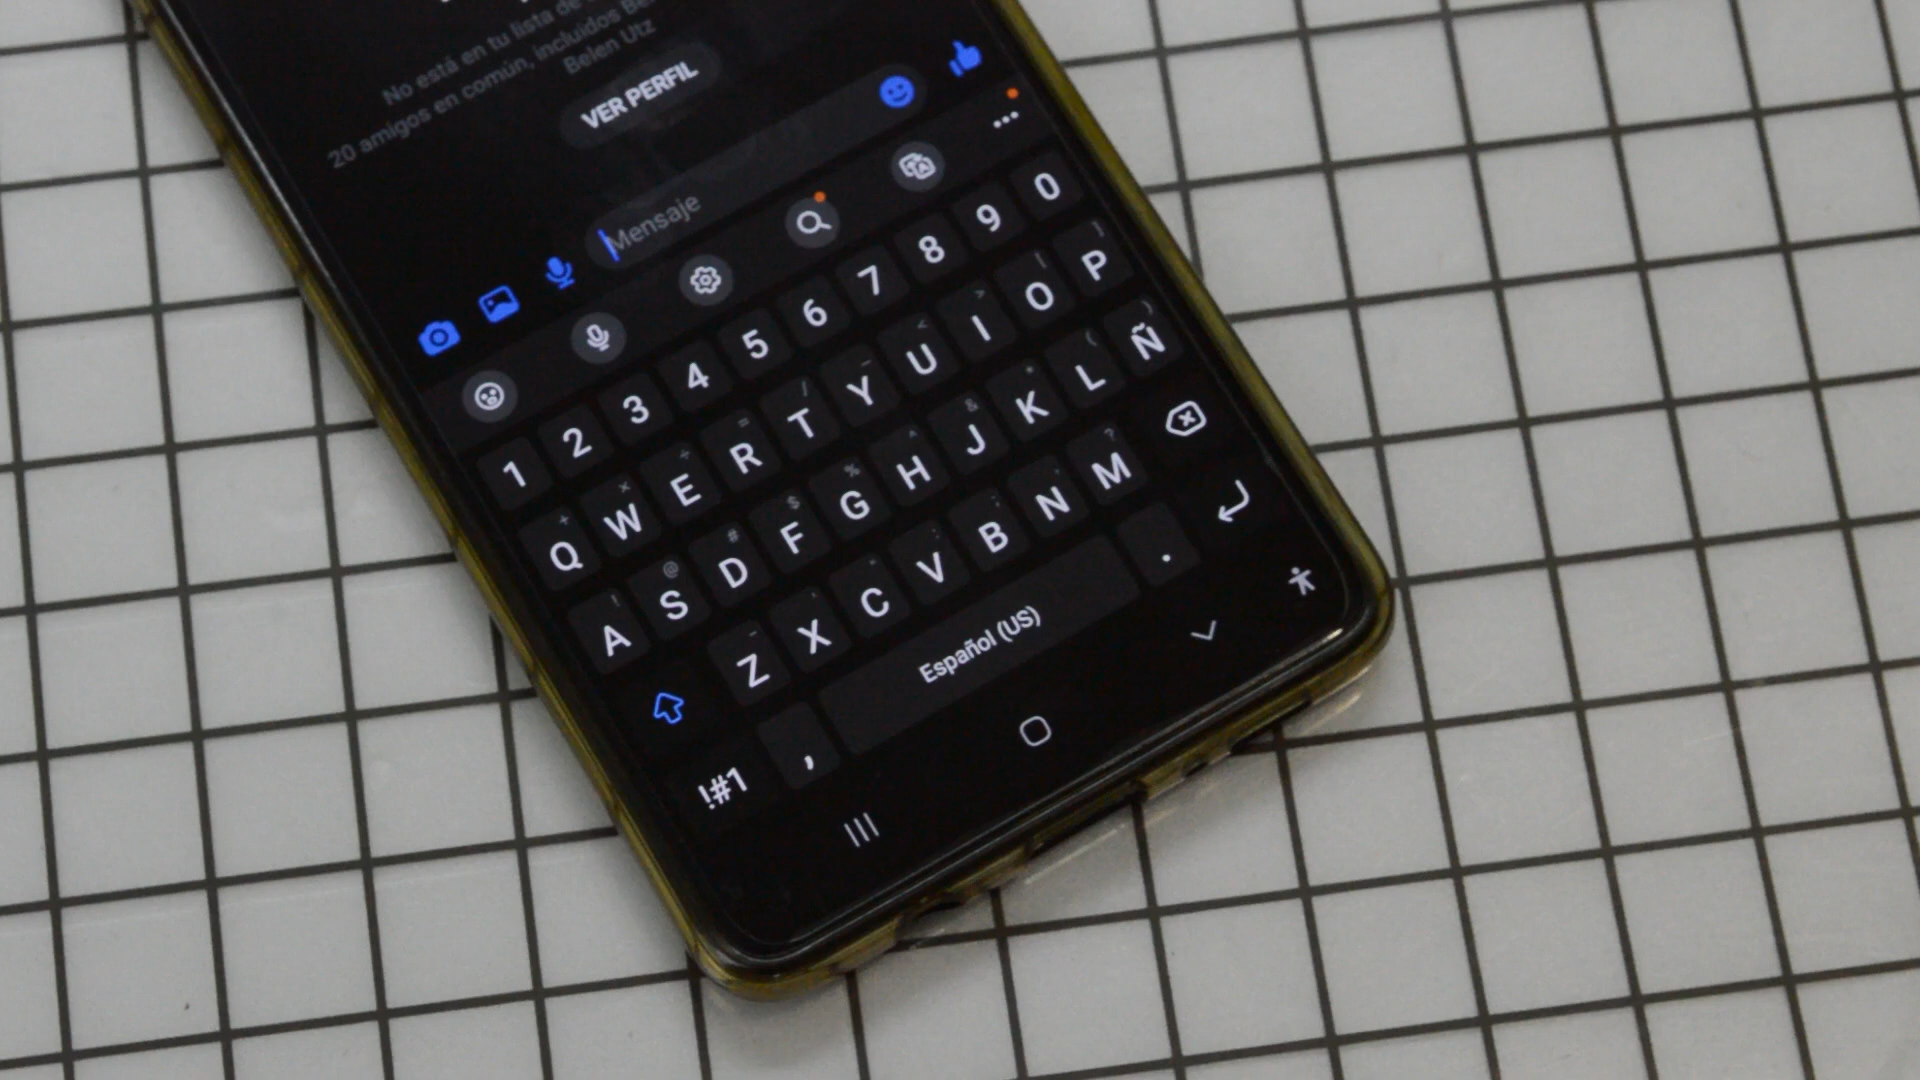 No está en tu lista de
20 amigos en común, incluidos
Belen Utz
VER PERFIL
Mensaje
1 2 3 4 5 6 7 8 9 0
Q W E R T Y U I O P
A S D F G H J K L Ñ
Z X C V B N M
!#1 , Español (US) .